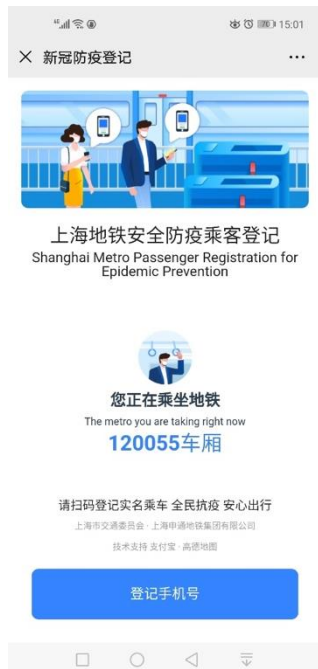 15:01
新冠防疫登记
上海地铁安全防疫乘客登记
Shanghai Metro Passenger Registration for
Epidemic Prevention
您正在乘坐地铁
The metro you are taking right now
120055车厢
请扫码登记实名乘车 全民抗疫 安心出行
上海市交通委员会·上海申通地铁集团有限公司
技术支持 支付宝·高德地图
登记手机号